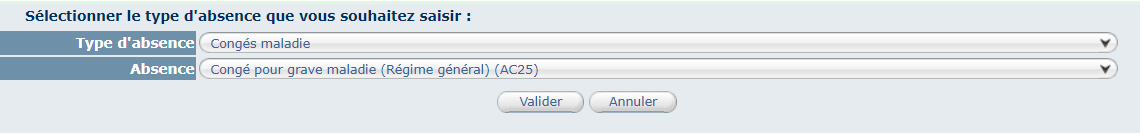 Sélectionner le type d'absence que vous souhaitez saisir :
Type d'absence Congés maladie
Absence Congé pour grave maladie (Régime général) (AC25)
Valider Annuler